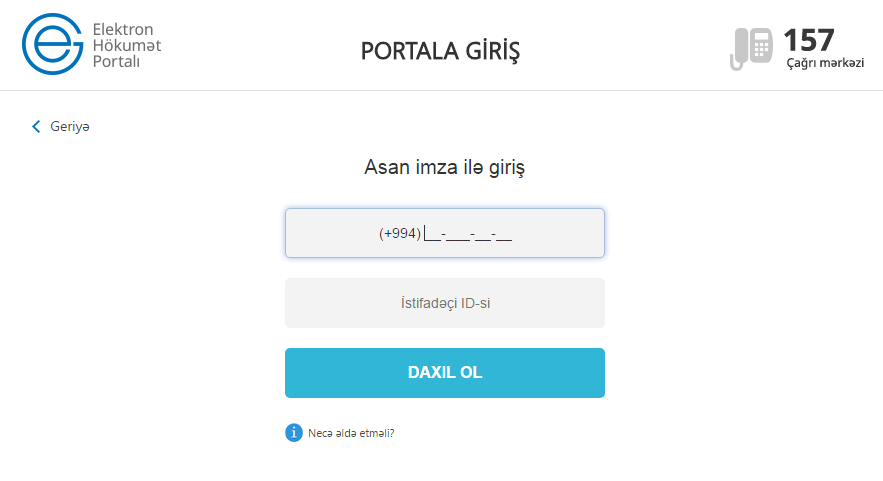 Elektron
Hökumət
Portalı
PORTALA GİRİŞ
157
Çağrı mərkəzi
Geriyə
Asan imza ilə giriş
(+994)__-___-__-__
İstifadəçi ID-si
DAXIL OL
Necə əldə etməli?